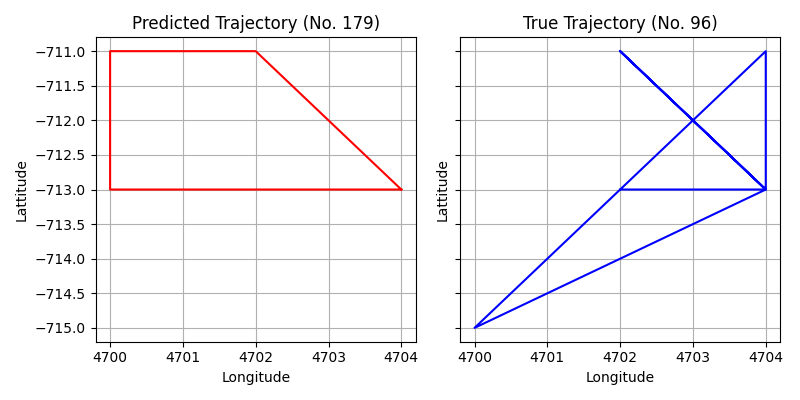 Predicted Trajectory (No. 179)
True Trajectory (No. 96)
−711.0
−711.5
−712.0
−712.5
−713.0
−713.5
−714.0
−714.5
−715.0
Lattitude
Lattitude
4700 4701 4702 4703 4704
4700 4701 4702 4703 4704
Longitude
Longitude